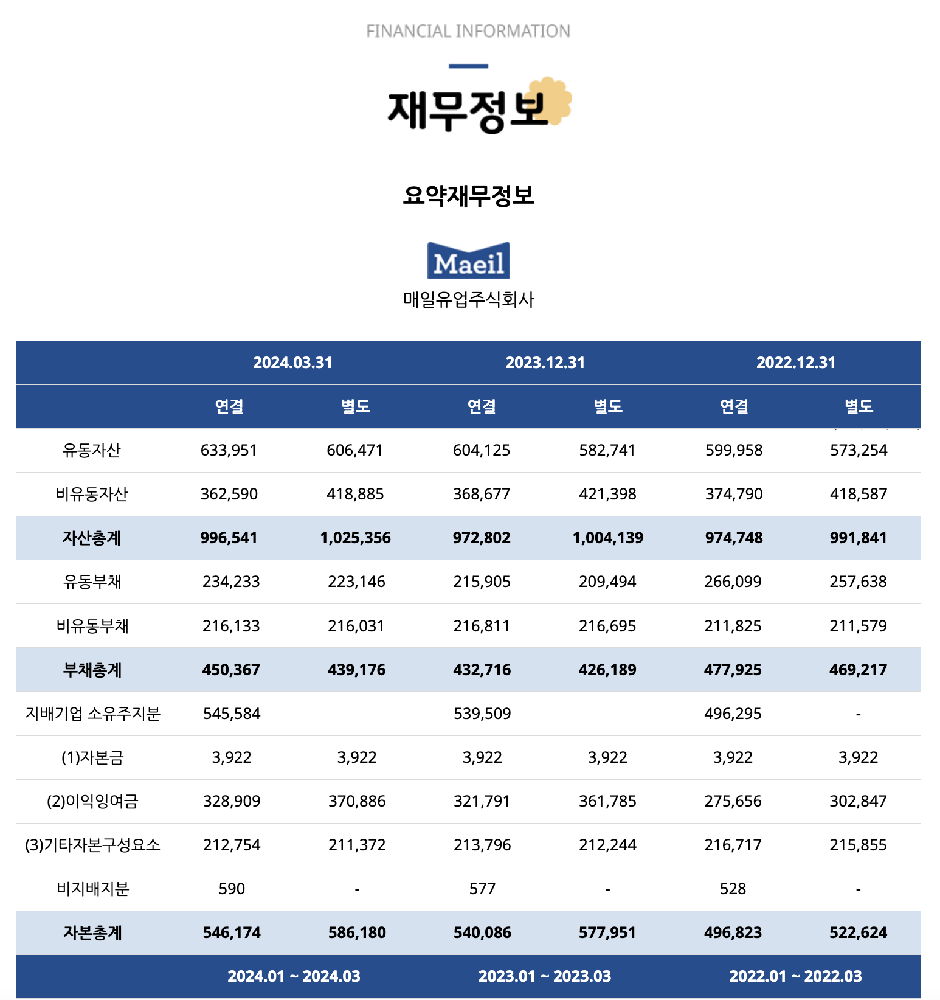 FINANCIAL INFORMATION
재무정보
요약재무정보
Maeil
매일유업주식회사
2024.03.31 2023.12.31 2022.12.31
연결 별도 연결 별도 연결 별도
유동자산 633,951 606,471 604,125 582,741 599,958 573,254
비유동자산 362,590 418,885 368,677 421,398 374,790 418,587
자산총계 996,541 1,025,356 972,802 1,004,139 974,748 991,841
유동부채 234,233 223,146 215,905 209,494 266,099 257,638
비유동부채 216,133 216,031 216,811 216,695 211,825 211,579
부채총계 450,367 439,176 432,716 426,189 477,925 469,217
지배기업 소유주지분 545,584 539,509 496,295 -
(1)자본금 3,922 3,922 3,922 3,922 3,922 3,922
(2)이익잉여금 328,909 370,886 321,791 361,785 275,656 302,847
(3)기타자본구성요소 212,754 211,372 213,796 212,244 216,717 215,855
비지배지분 590 - 577 - 528 -
자본총계 546,174 586,180 540,086 577,951 496,823 522,624
2024.01 ~ 2024.03 2023.01 ~ 2023.03 2022.01 ~ 2022.03